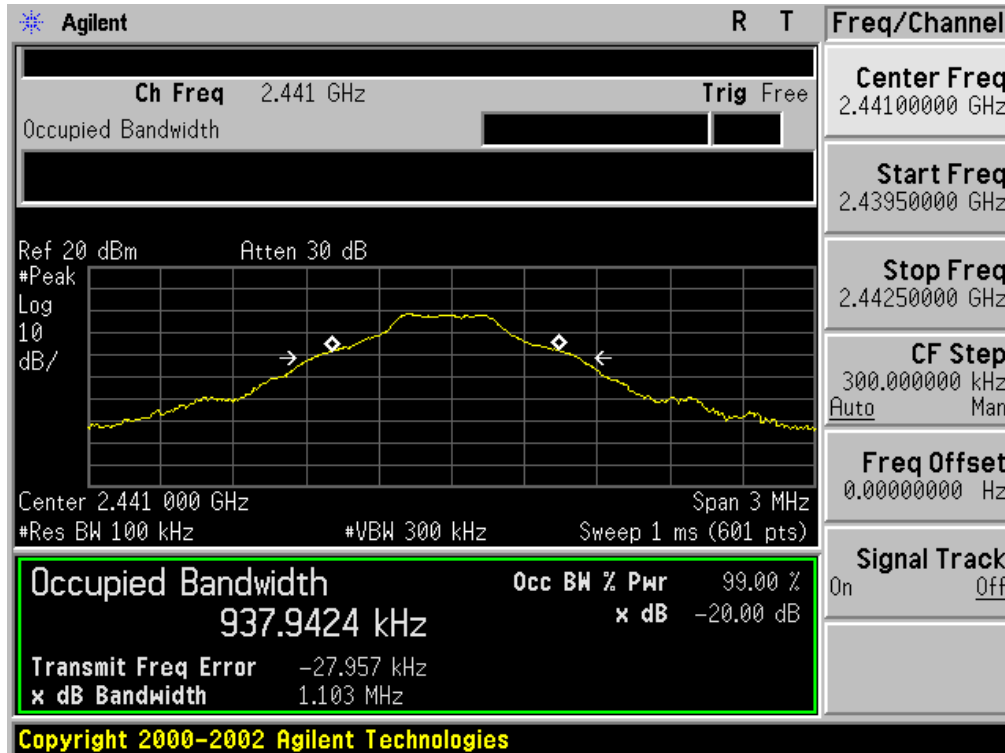 Agilent R T
Ch Freq 2.441 GHz Trig Free
Occupied Bandwidth
Ref 20 dBm Atten 30 dB
#Peak
Log
10
dB/
Center 2.441 000 GHz Span 3 MHz
#Res BW 100 kHz #VBW 300 kHz Sweep 1 ms (601 pts)
Occupied Bandwidth
937.9424 kHz
Occ BW % Pwr 99.00 %
x dB -20.00 dB
Transmit Freq Error -27.957 kHz
x dB Bandwidth 1.103 MHz
Copyright 2000-2002 Agilent Technologies
Freq/Channel
Center Freq
2.44100000 GHz
Start Freq
2.43950000 GHz
Stop Freq
2.44250000 GHz
CF Step
300.000000 kHz
Auto Man
Freq Offset
0.00000000 Hz
Signal Track
On Off